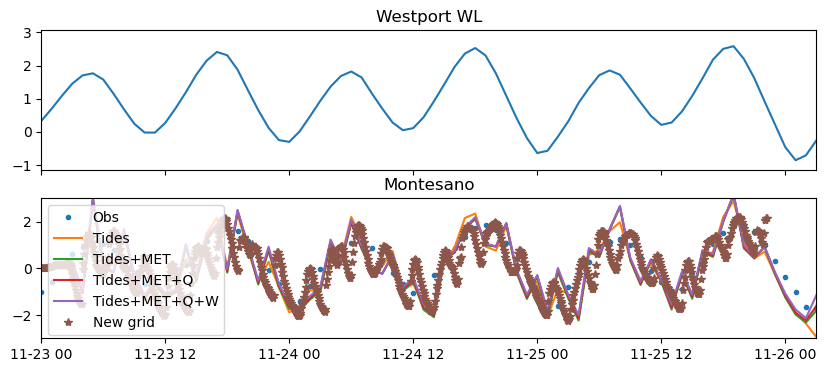 Westport WL
3
2
1
0
−1
Montesano
2
0
−2
Obs
Tides
Tides+MET
Tides+MET+Q
Tides+MET+Q+W
New grid
11-23 00 11-23 12 11-24 00 11-24 12 11-25 00 11-25 12 11-26 00